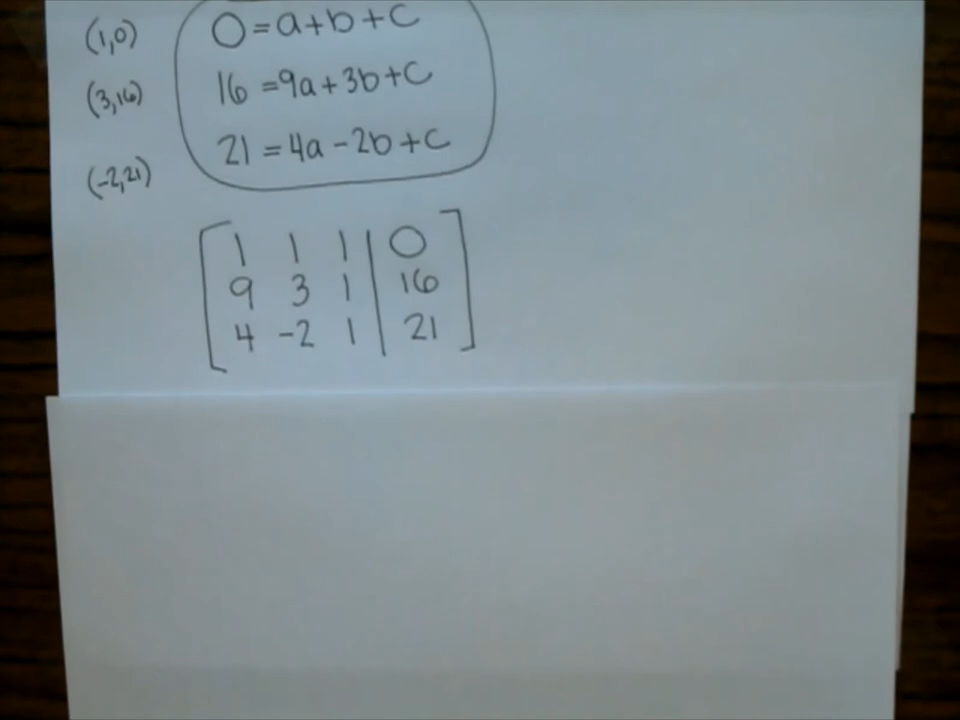 (1,0) 0=a+b+c
(3,16) 16=9a+3b+c
(-2,21) 21=4a-2b+c
1 1 1 | 0
9 3 1 | 16
4 -2 1 | 21